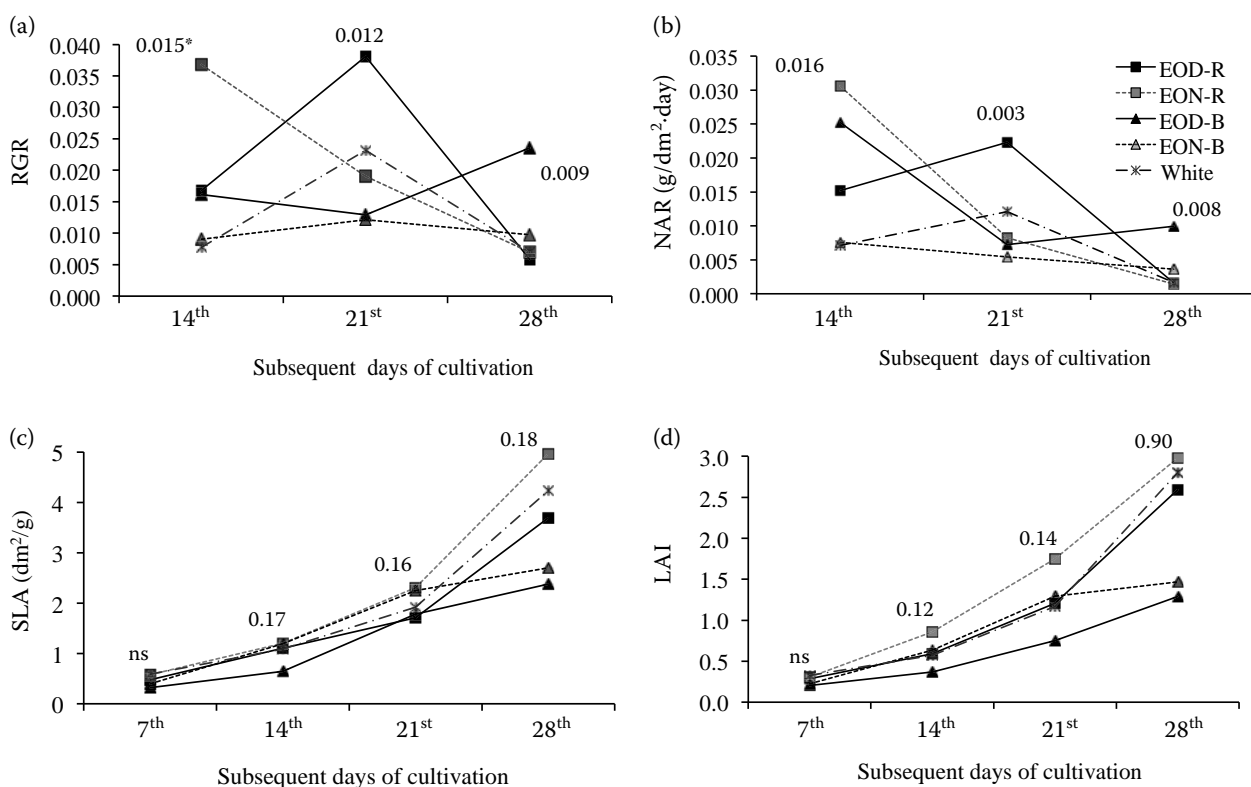 (a)
0.040
0.035
0.030
0.025
0.020
0.015
0.010
0.005
0.000
RGR
0.015*
0.012
0.009
14th
21st
28th
Subsequent days of cultivation
(b)
0.040
0.035
0.030
0.025
0.020
0.015
0.010
0.005
0.000
NAR (g/dm²·day)
0.016
0.003
0.008
EOD-R
EON-R
EOD-B
EON-B
White
14th
21st
28th
Subsequent days of cultivation
(c)
5
4
3
2
1
0
SLA (dm²/g)
ns
0.17
0.16
0.18
7th
14th
21st
28th
Subsequent days of cultivation
(d)
3.0
2.5
2.0
1.5
1.0
0.5
0.0
LAI
ns
0.12
0.14
0.90
7th
14th
21st
28th
Subsequent days of cultivation